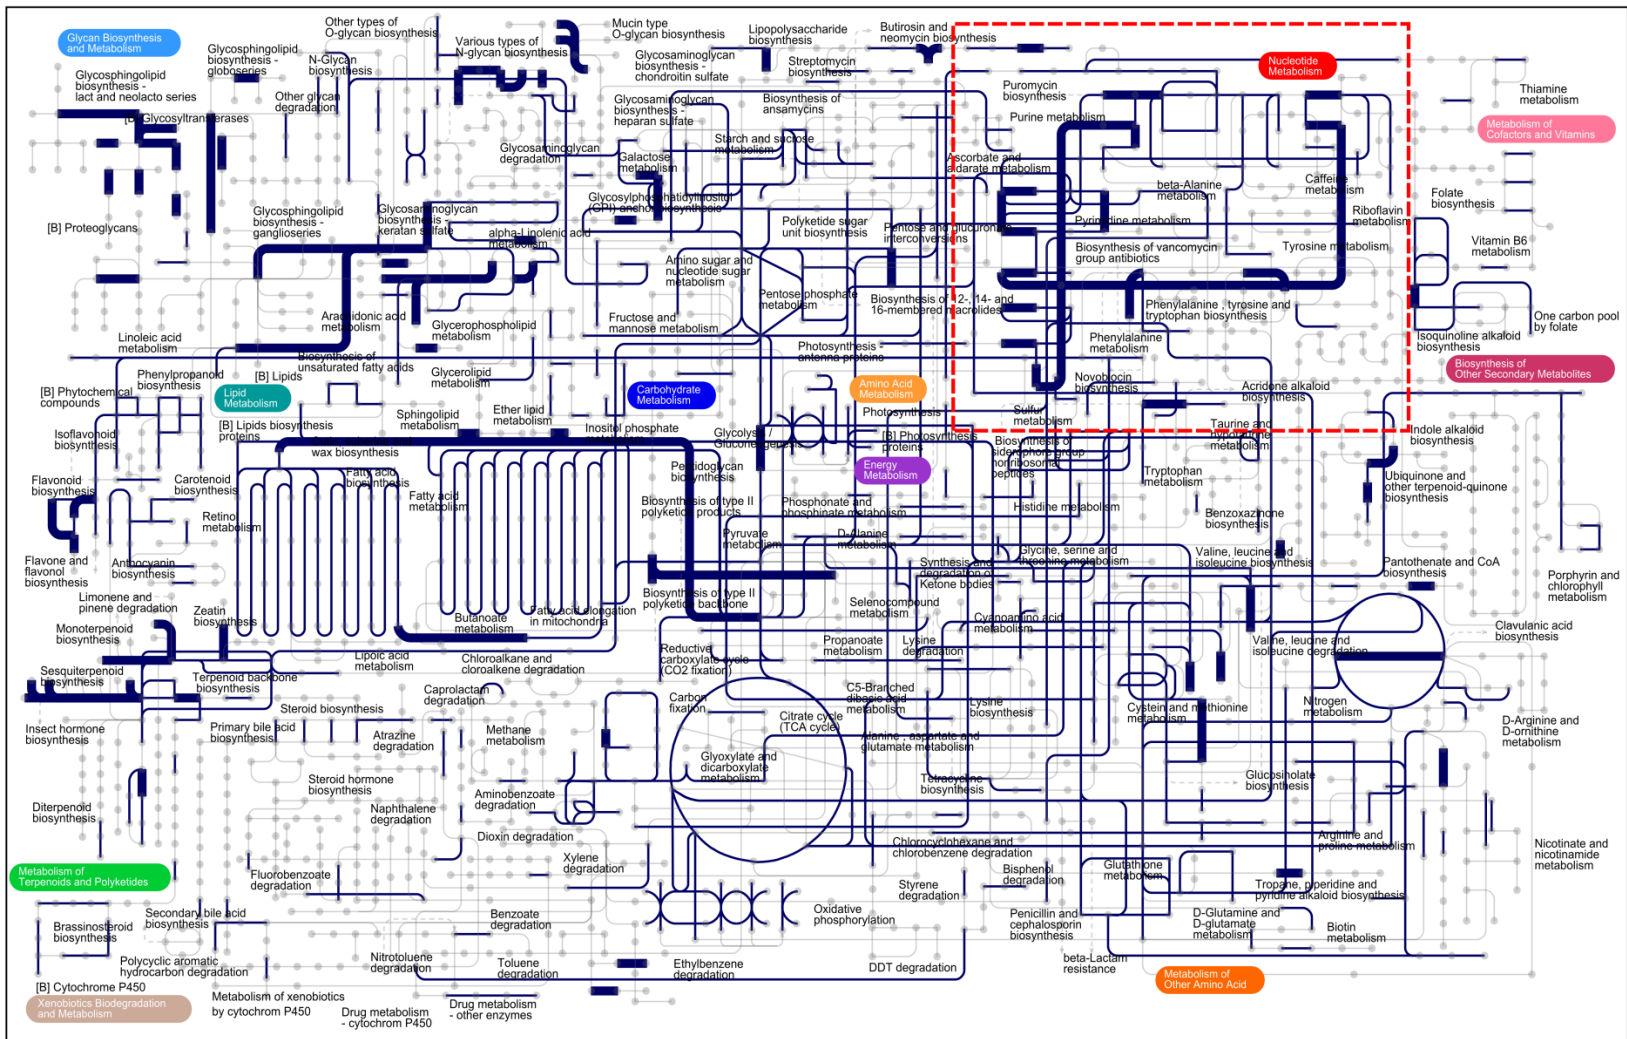 Glycan Biosynthesis
and Metabolism
Other types of
O-glycan biosynthesis
Mucin type
O-glycan biosynthesis
Lipopolysaccharide
biosynthesis
Butirosin and
neomycin biosynthesis
Glycosphingolipid
biosynthesis -
globoseries
N-Glycan
biosynthesis
Various types of
N-glycan biosynthesis
Glycosaminoglycan
biosynthesis -
chondroitin sulfate
Streptomycin
biosynthesis
Nucleotide
Metabolism
Glycosphingolipid
biosynthesis -
lact and neolacto series
Other glycan
degradation
Glycosaminoglycan
biosynthesis -
heparan sulfate
Biosynthesis of
ansamycins
Puromycin
biosynthesis
Thiamine
metabolism
[B] Glycosyltransferases
Purine metabolism
Metabolism of
Cofactors and Vitamins
Glycosaminoglycan
degradation
Galactose
metabolism
Starch and sucrose
metabolism
Ascorbate and
aldarate metabolism
Caffeine
metabolism
beta-Alanine
metabolism
Folate
biosynthesis
Glycosylphosphatidylinositol
(GPI) anchor biosynthesis
Glycosphingolipid
biosynthesis -
ganglioseries
Glycosaminoglycan
biosynthesis -
keratan sulfate
Riboflavin
metabolism
[B] Proteoglycans
alpha-Linolenic acid
metabolism
Polyketide sugar
unit biosynthesis
Pentose and glucuronate
interconversions
Pyrimidine metabolism
Vitamin B6
metabolism
Biosynthesis of vancomycin
group antibiotics
Tyrosine metabolism
Amino sugar and
nucleotide sugar
metabolism
Pentose phosphate
metabolism
Biosynthesis of 12-, 14- and
16-membered macrolides
Phenylalanine , tyrosine and
tryptophan biosynthesis
Arachidonic acid
metabolism
Glycerophospholipid
metabolism
Fructose and
mannose metabolism
One carbon pool
by folate
Linoleic acid
metabolism
Photosynthesis -
antenna proteins
Phenylalanine
metabolism
Isoquinoline alkaloid
biosynthesis
Biosynthesis of
unsaturated fatty acids
Glycerolipid
metabolism
Phenylpropanoid
biosynthesis
[B] Lipids
Biosynthesis of
Other Secondary Metabolites
[B] Phytochemical
compounds
Lipid
Metabolism
Carbohydrate
Metabolism
Amino Acid
Metabolism
Novobiocin
biosynthesis
Acridone alkaloid
biosynthesis
[B] Lipids biosynthesis
proteins
Sphingolipid
metabolism
Ether lipid
metabolism
Inositol phosphate
metabolism
Photosynthesis
Sulfur
metabolism
Taurine and
hypotaurine
metabolism
Indole alkaloid
biosynthesis
Isoflavonoid
biosynthesis
wax biosynthesis
Glycolysis /
Gluconeogenesis
[B] Photosynthesis
proteins
Biosynthesis of
siderophore group
nonribosomal
peptides
Flavonoid
biosynthesis
Carotenoid
biosynthesis
Fatty acid
biosynthesis
Fatty acid
metabolism
Peptidoglycan
biosynthesis
Energy
Metabolism
Tryptophan
metabolism
Ubiquinone and
other terpenoid-quinone
biosynthesis
Retinol
metabolism
Biosynthesis of type II
polyketide products
Phosphonate and
phosphinate metabolism
Histidine metabolism
Benzoxazinone
biosynthesis
Flavone and
flavonol
biosynthesis
Anthocyanin
biosynthesis
Pyruvate
metabolism
D-Alanine
metabolism
Synthesis and
degradation of
Ketone bodies
Glycine, serine and
threonine metabolism
Valine, leucine and
isoleucine biosynthesis
Pantothenate and CoA
biosynthesis
Porphyrin and
chlorophyll
metabolism
Limonene and
pinene degradation
Zeatin
biosynthesis
Butanoate
metabolism
Fatty acid elongation
in mitochondria
Biosynthesis of type II
polyketide backbone
Selenocompound
metabolism
Cyanoamino acid
metabolism
Clavulanic acid
biosynthesis
Monoterpenoid
biosynthesis
Lipoic acid
metabolism
Chloroalkane and
cloroalkene degradation
Reductive
carboxylate cycle
(CO2 fixation)
Propanoate
metabolism
Lysine
degradation
Valine, leucine and
isoleucine degradation
Sesquiterpenoid
biosynthesis
Terpenoid backbone
biosynthesis
Caprolactam
degradation
Carbon
fixation
C5-Branched
dibasic acid
metabolism
Lysine
biosynthesis
Cystein and methionine
metabolism
Nitrogen
metabolism
D-Arginine and
D-ornithine
metabolism
Insect hormone
biosynthesis
Primary bile acid
biosynthesis
Steroid biosynthesis
Atrazine
degradation
Methane
metabolism
Citrate cycle
(TCA cycle)
Alanine , aspartate and
glutamate metabolism
Glyoxylate and
dicarboxylate
metabolism
Steroid hormone
biosynthesis
Tetracycline
biosynthesis
Glucosinolate
biosynthesis
Diterpenoid
biosynthesis
Naphthalene
degradation
Aminobenzoate
degradation
Dioxin degradation
Chlorocyclohexane and
chlorobenzene degradation
Arginine and
proline metabolism
Nicotinate and
nicotinamide
metabolism
Metabolism of
Terpenoids and Polyketides
Fluorobenzoate
degradation
Xylene
degradation
Styrene
degradation
Bisphenol
degradation
Glutathione
metabolism
Tropane, piperidine and
pyridine alkaloid biosynthesis
Brassinosteroid
biosynthesis
Secondary bile acid
biosynthesis
Benzoate
degradation
Oxidative
phosphorylation
Penicillin and
cephalosporin
biosynthesis
D-Glutamine and
D-glutamate
metabolism
Biotin
metabolism
Polycyclic aromatic
hydrocarbon degradation
Nitrotoluene
degradation
Toluene
degradation
Ethylbenzene
degradation
DDT degradation
beta-Lactam
resistance
Metabolism of
Other Amino Acid
[B] Cytochrome P450
Xenobiotics Biodegradation
and Metabolism
Metabolism of xenobiotics
by cytochrom P450
Drug metabolism
- cytochrom P450
Drug metabolism
- other enzymes